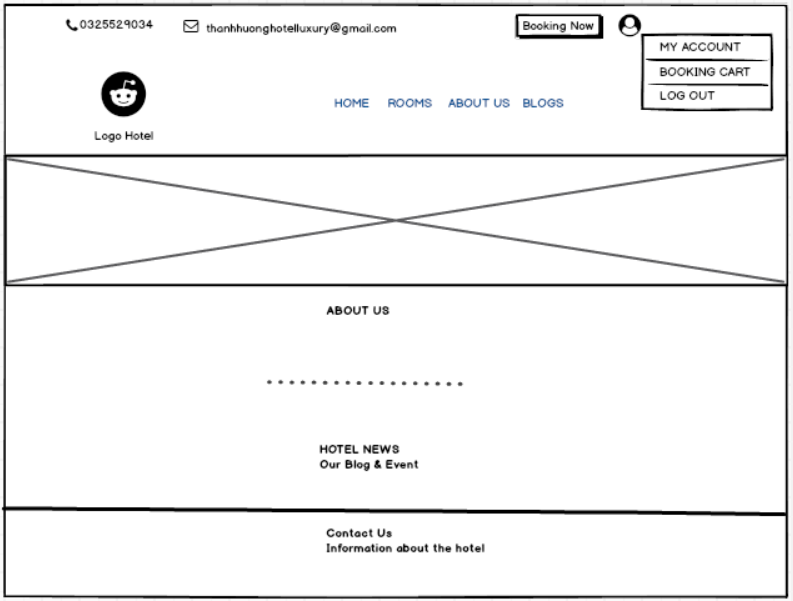 0325529034
thanhhuonghotelluxury@gmail.com
Booking Now
MY ACCOUNT
BOOKING CART
LOG OUT
Logo Hotel
HOME ROOMS ABOUT US BLOGS
ABOUT US
HOTEL NEWS
Our Blog & Event
Contact Us
Information about the hotel